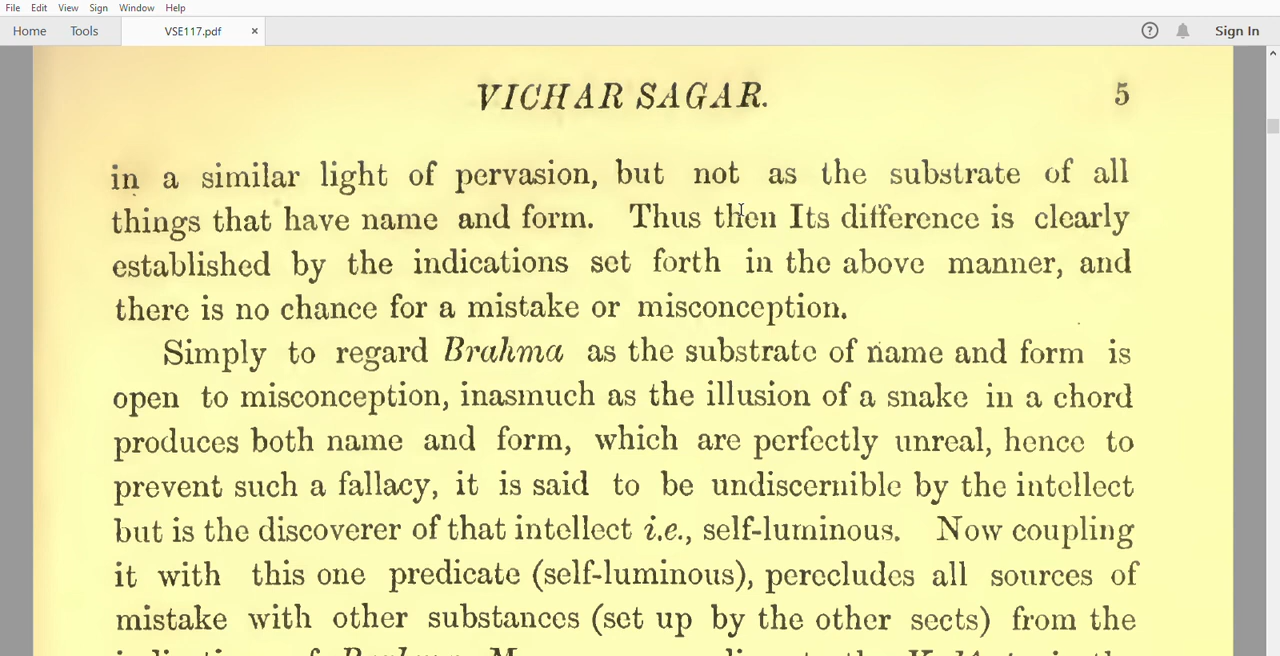 File Edit View Sign Window Help
Home Tools VSE117.pdf × ? Sign In
VICHAR SAGAR. 5
in a similar light of pervasion, but not as the substrate of all
things that have name and form. Thus then Its difference is clearly
established by the indications set forth in the above manner, and
there is no chance for a mistake or misconception.
Simply to regard Brahma as the substrate of name and form is
open to misconception, inasmuch as the illusion of a snake in a chord
produces both name and form, which are perfectly unreal, hence to
prevent such a fallacy, it is said to be undiscernible by the intellect
but is the discoverer of that intellect i.e., self-luminous. Now coupling
it with this one predicate (self-luminous), percludes all sources of
mistake with other substances (set up by the other sects) from the